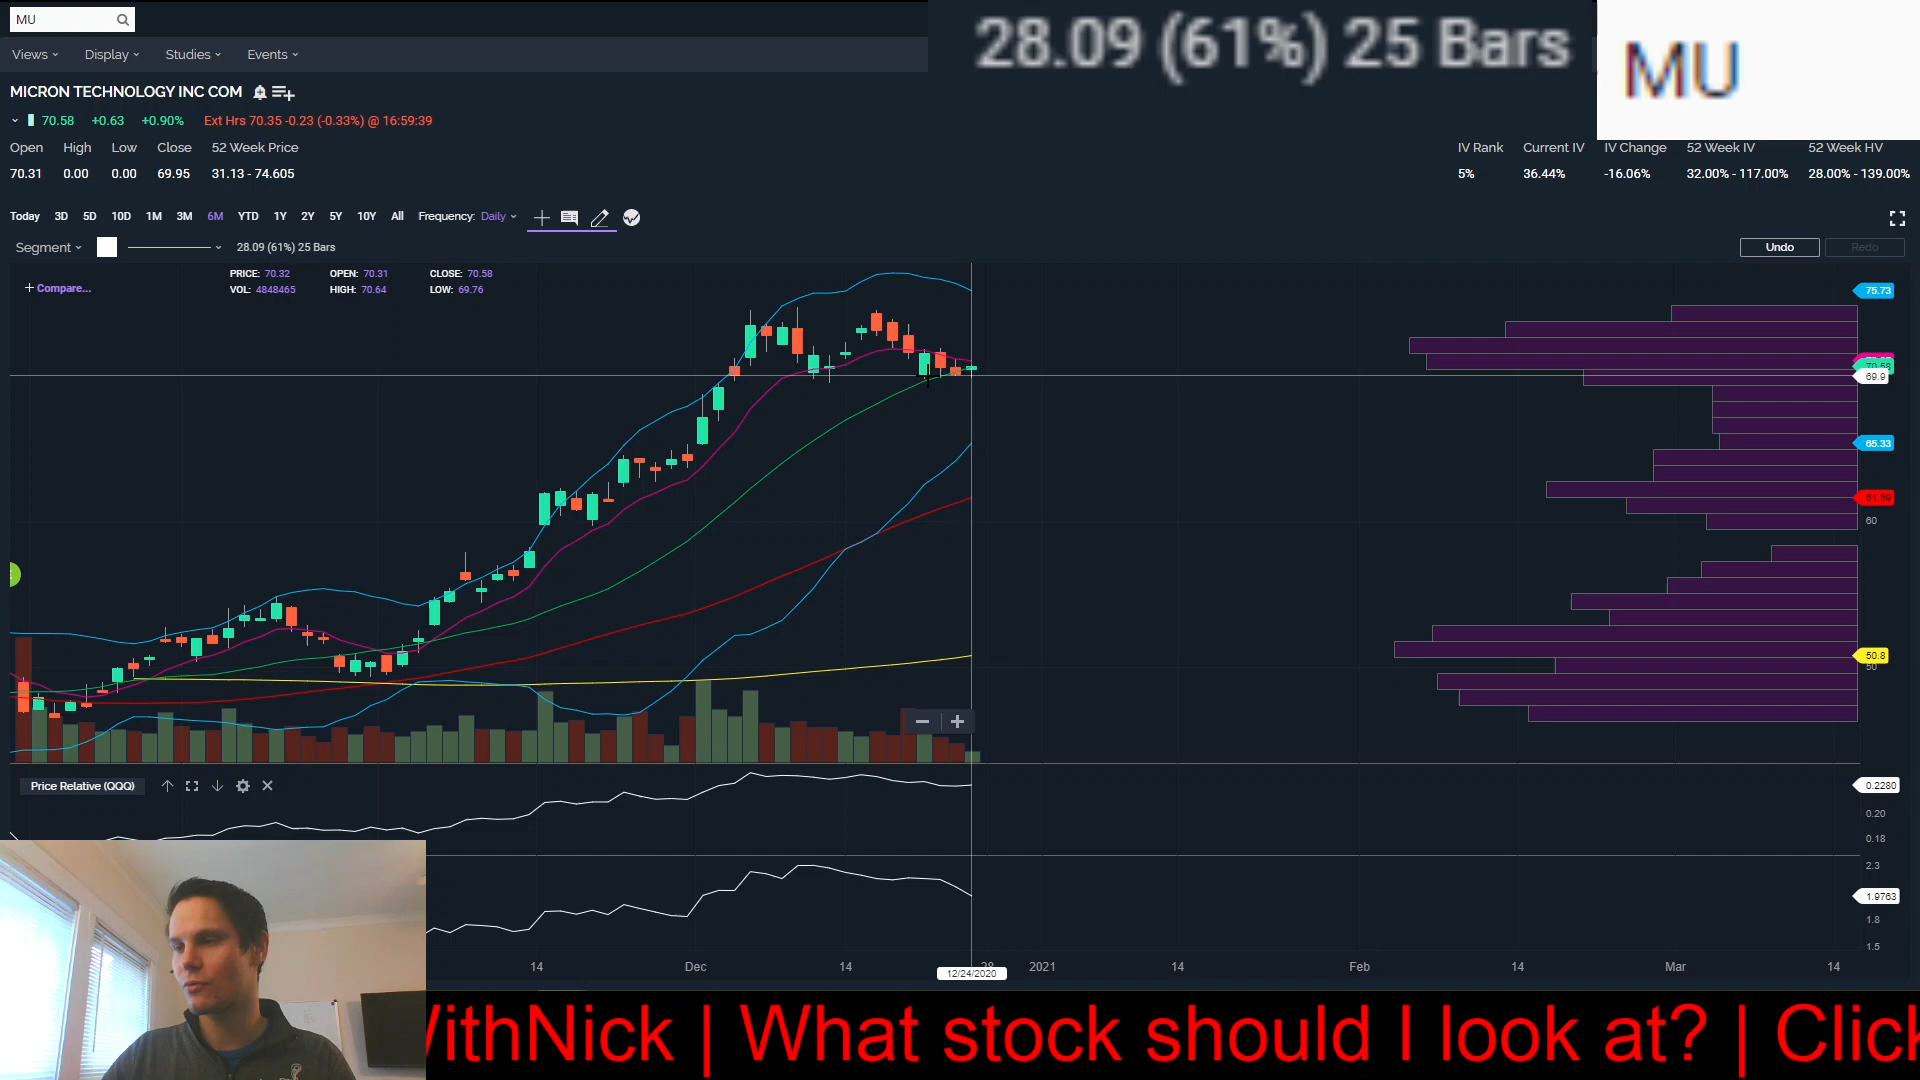 MU
28.09 (61%) 25 Bars
MU
Views Display Studies Events
MICRON TECHNOLOGY INC COM
70.58 +0.63 +0.90% Ext Hrs 70.35 -0.23 (-0.33%) @ 16:59:39
Open High Low Close 52 Week Price IV Rank Current IV IV Change 52 Week IV 52 Week HV
70.31 0.00 0.00 69.95 31.13 - 74.605 5% 36.44% -16.06% 32.00% - 117.00% 28.00% - 139.00%
Today 3D 5D 10D 1M 3M 6M YTD 1Y 2Y 5Y 10Y All Frequency: Daily
Segment 28.09 (61%) 25 Bars Undo Redo
PRICE: 70.32 OPEN: 70.31 CLOSE: 70.58
+ Compare...
VOL: 4848465 HIGH: 70.64 LOW: 69.76
75.73
70.58
69.9
65.33
61.59
60
50.8
50
Price Relative (QQQ)
0.2280
0.20
0.18
2.3
1.9763
1.8
1.5
14 Dec 14 28 2021 14 Feb 14 Mar 14
12/24/2020
WithNick | What stock should I look at? | Click